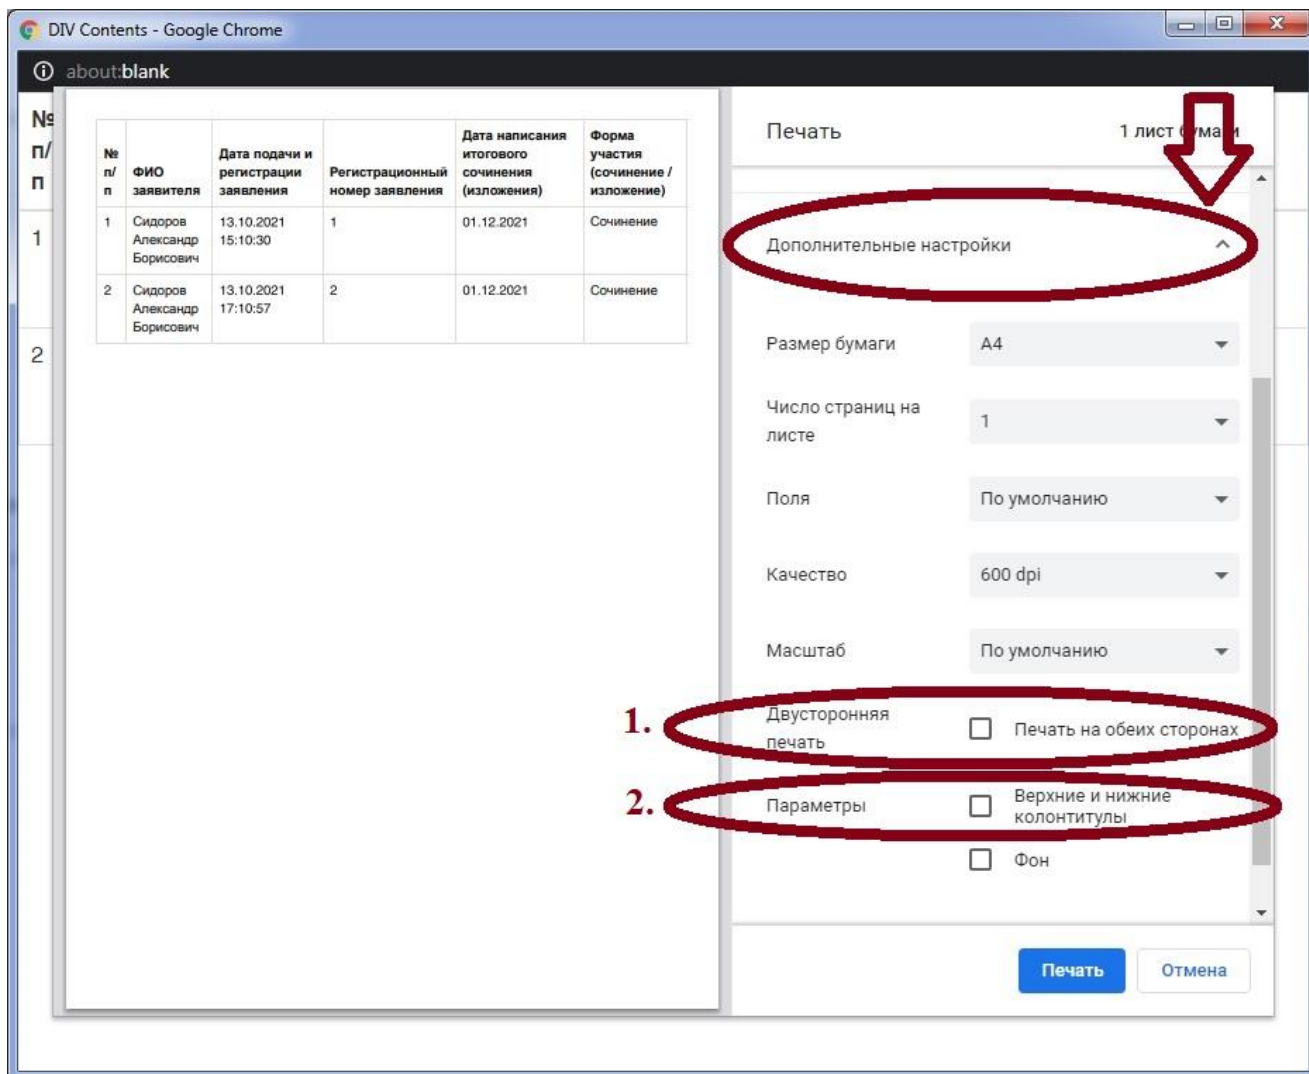 DIV Contents - Google Chrome
about:blank
№
п/
п
1
2
№
п/
п
ФИО
заявителя
Дата подачи и
регистрации
заявления
Регистрационный
номер заявления
Дата написания
итогового
сочинения
(изложения)
Форма
участия
(сочинение /
изложение)
1
Сидоров
Александр
Борисович
13.10.2021
15:10:30
1
01.12.2021
Сочинение
2
Сидоров
Александр
Борисович
13.10.2021
17:10:57
2
01.12.2021
Сочинение
Печать
1 лист бумаги
Дополнительные настройки
Размер бумаги
A4
Число страниц на
листе
1
Поля
По умолчанию
Качество
600 dpi
Масштаб
По умолчанию
1.
Двусторонняя
печать
Печать на обеих сторонах
2.
Параметры
Верхние и нижние
колонтитулы
Фон
Печать
Отмена